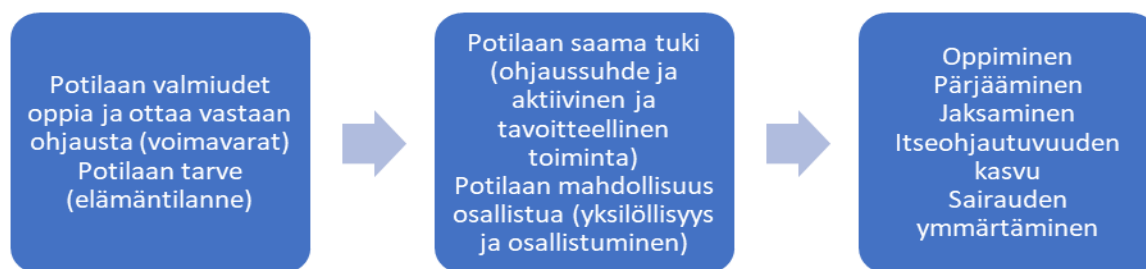 Potilaan valmiudet
oppia ja ottaa vastaan
ohjausta (voimavarat)
Potilaan tarve
(elämäntilanne)
Potilaan saama tuki
(ohjaussuhde ja
aktiivinen ja
tavoitteellinen
toiminta)
Potilaan mahdollisuus
osallistua (yksilöllisyys
ja osallistuminen)
Oppiminen
Pärjääminen
Jaksaminen
Itseohjautuvuuden
kasvu
Sairauden
ymmärtäminen